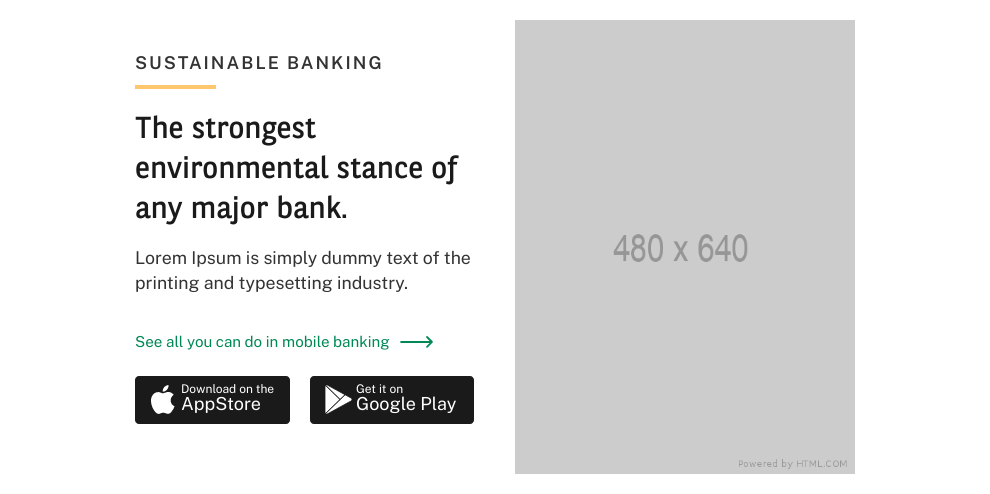 SUSTAINABLE BANKING
The strongest
environmental stance of
any major bank.
Lorem Ipsum is simply dummy text of the
printing and typesetting industry.
See all you can do in mobile banking
Download on the
AppStore
Get it on
Google Play
480 x 640
Powered by HTML.COM